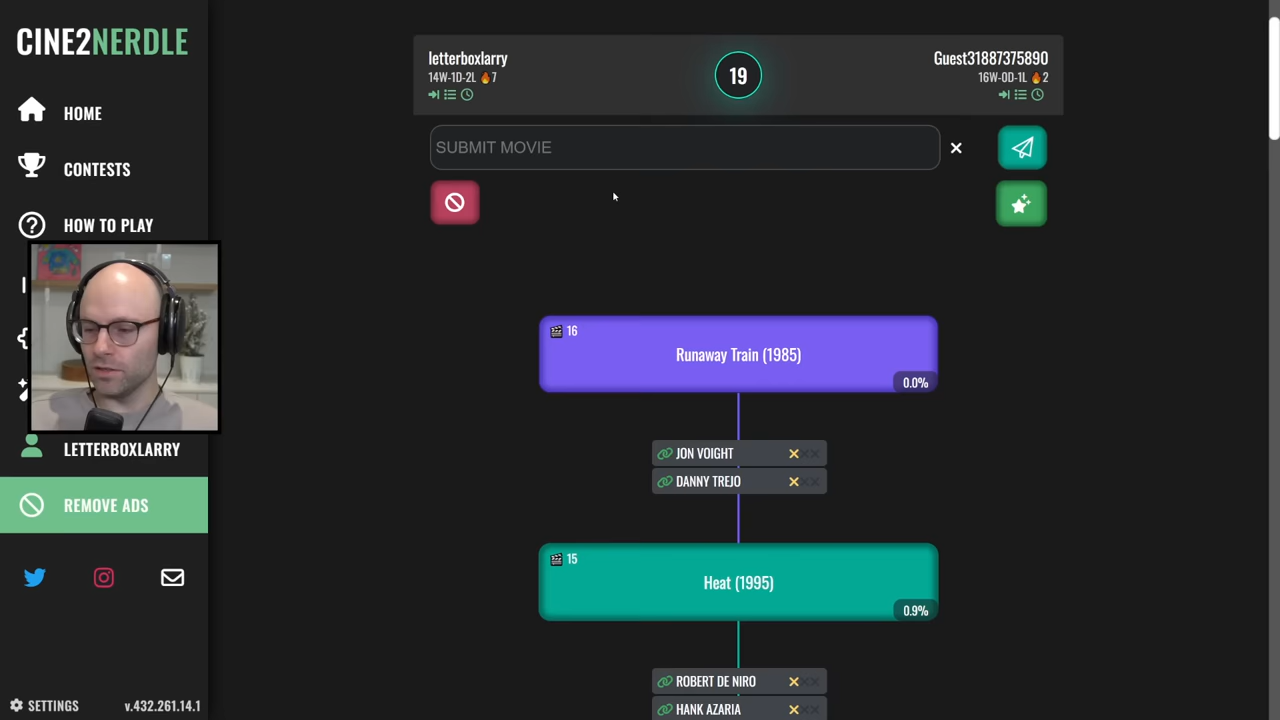 CINE2NERDLE
HOME
CONTESTS
HOW TO PLAY
LETTERBOXLARRY
REMOVE ADS
SETTINGS
v.432.261.14.1
letterboxlarry
14W-1D-2L 🔥7
19
Guest31887375890
16W-0D-1L 🔥2
SUBMIT MOVIE
16
Runaway Train (1985)
0.0%
JON VOIGHT
DANNY TREJO
15
Heat (1995)
0.9%
ROBERT DE NIRO
HANK AZARIA